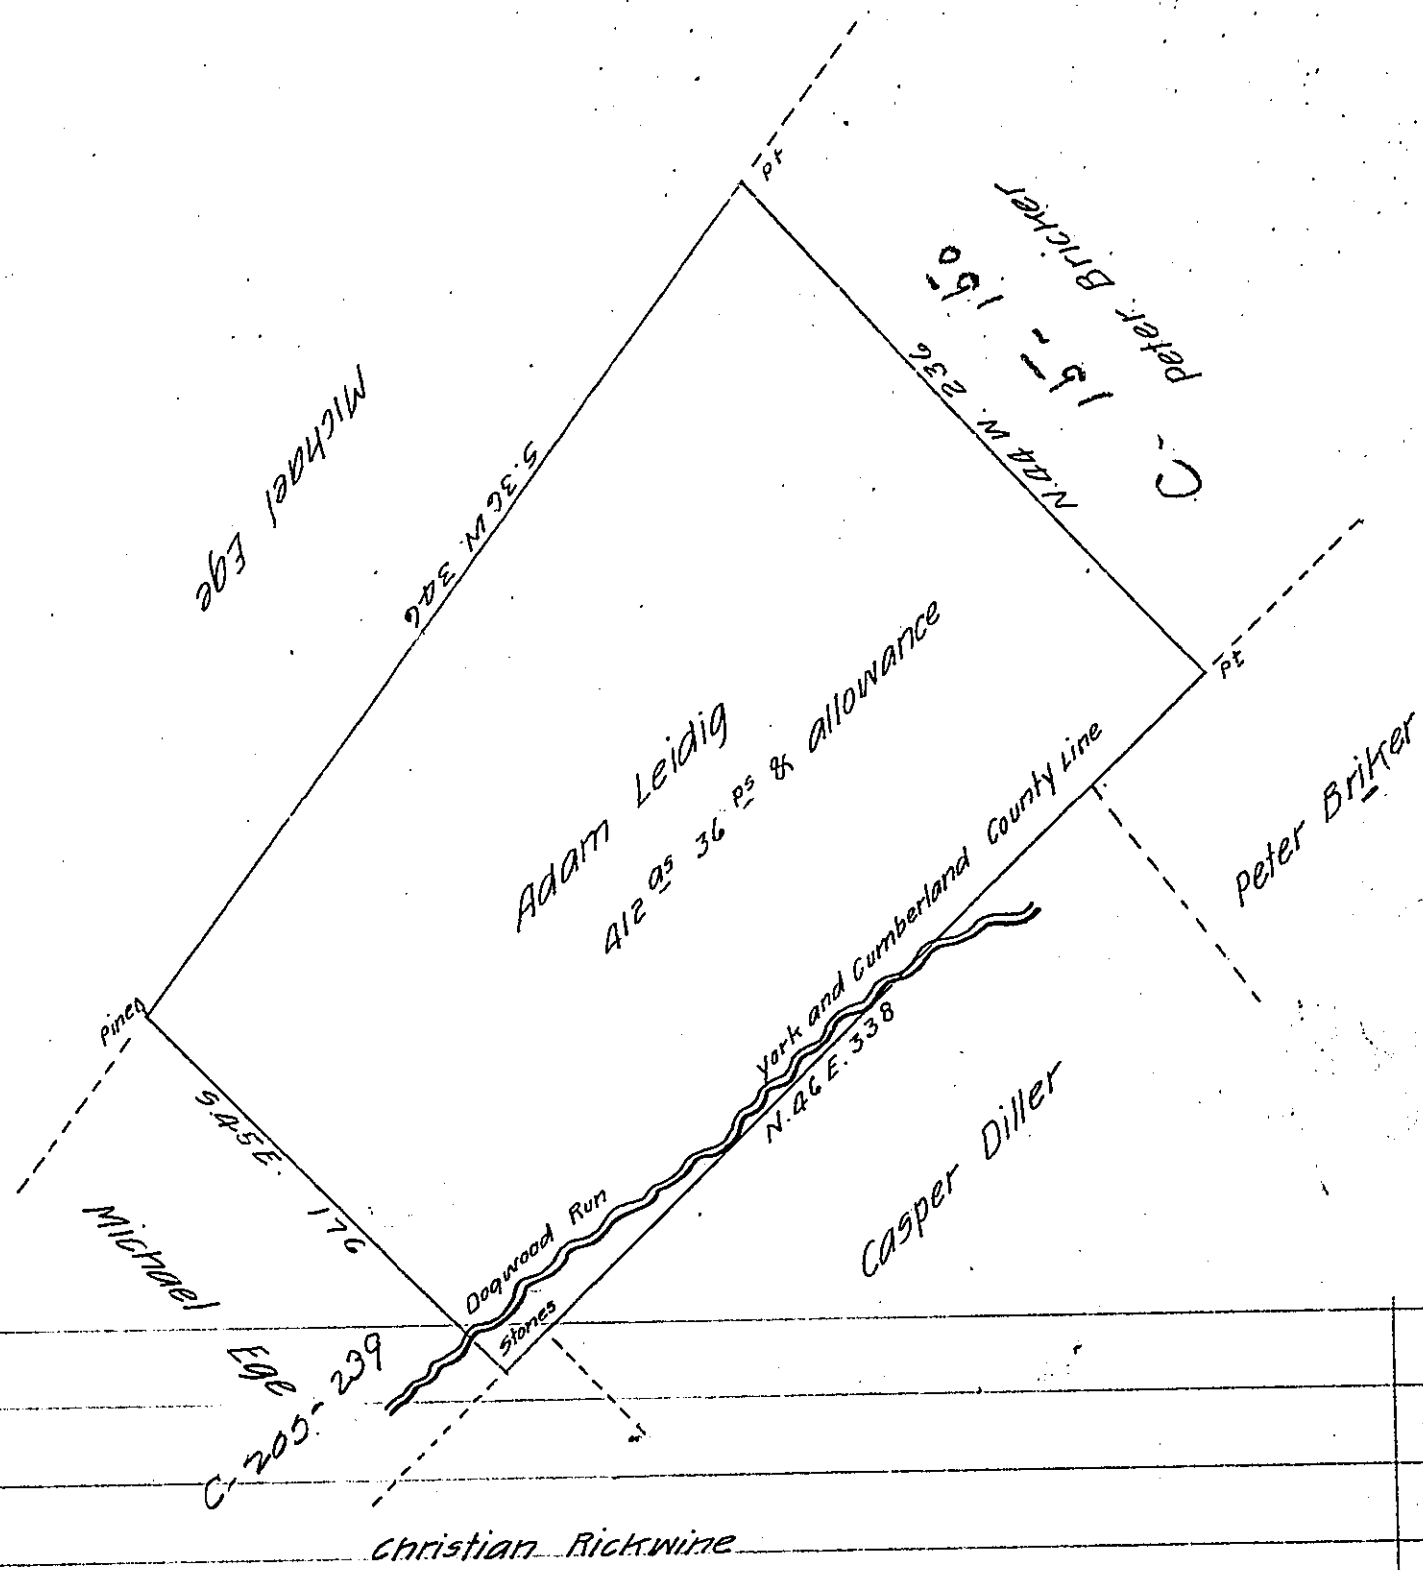 pt
Peter Bricker
C-
N.44 W. 236
Michael Ege
S.36 W. 346
pt
Adam Leidig
412 as 36 ps & allowance
York and Cumberland County Line
Peter Briker
Pine
N.46 E. 338
S.45 E. 176
Casper Diller
Dogwood Run
Stones
Michael
Ege
C-205-239
Christian Rickwine